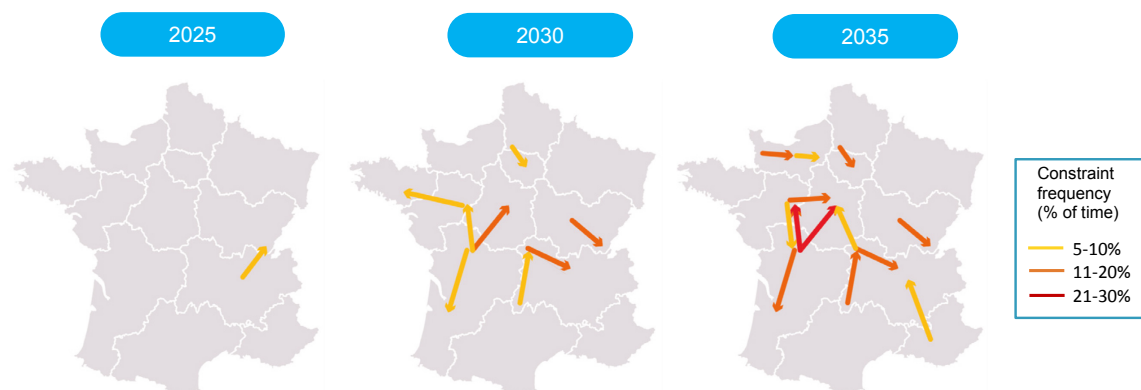 2025
2030
2035
Constraint
frequency
(% of time)
5-10%
11-20%
21-30%